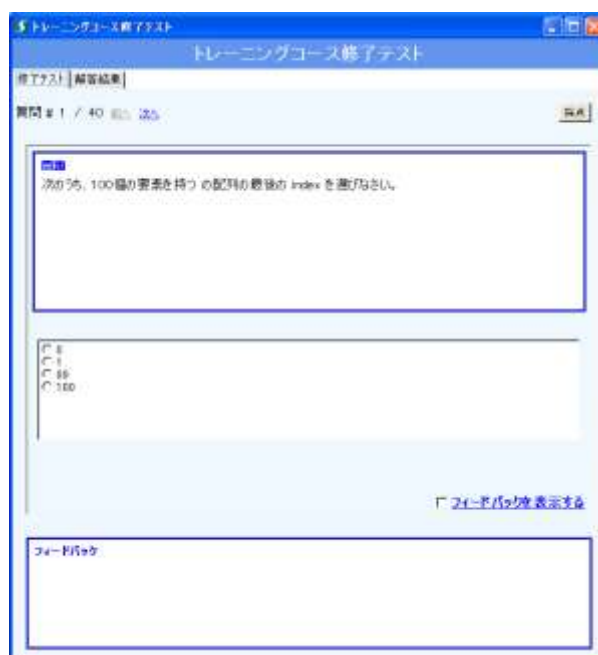 トレーニングコース修了テスト
トレーニングコース修了テスト
修了テスト 解答結果
質問 # 1 / 40 前へ 次へ
次のうち、100個の要素を持つ の配列の最後の index を選びなさい。
0
1
99
100
フィードバックを表示する
フィードバック